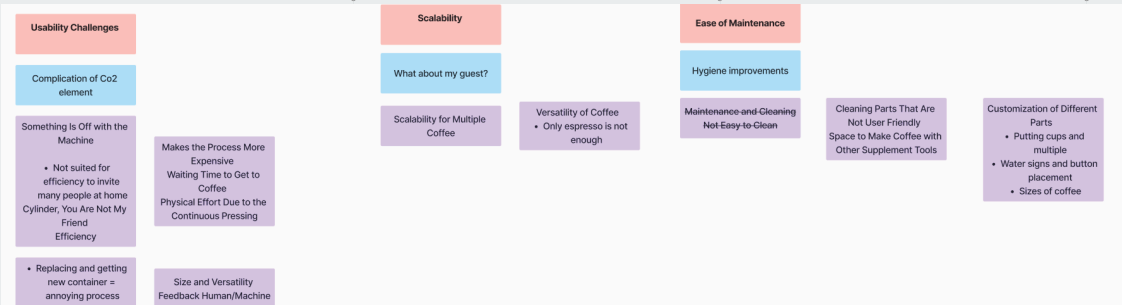 Usability Challenges
Complication of Co2
element
Something Is Off with the
Machine
• Not suited for
efficiency to invite
many people at home
Cylinder, You Are Not My
Friend
Efficiency
• Replacing and getting
new container =
annoying process
Makes the Process More
Expensive
Waiting Time to Get to
Coffee
Physical Effort Due to the
Continuous Pressing
Size and Versatility
Feedback Human/Machine
Scalability
What about my guest?
Scalability for Multiple
Coffee
Versatility of Coffee
• Only espresso is not
enough
Ease of Maintenance
Hygiene improvements
Maintenance and Cleaning
Not Easy to Clean
Cleaning Parts That Are
Not User Friendly
Space to Make Coffee with
Other Supplement Tools
Customization of Different
Parts
• Putting cups and
multiple
• Water signs and button
placement
• Sizes of coffee